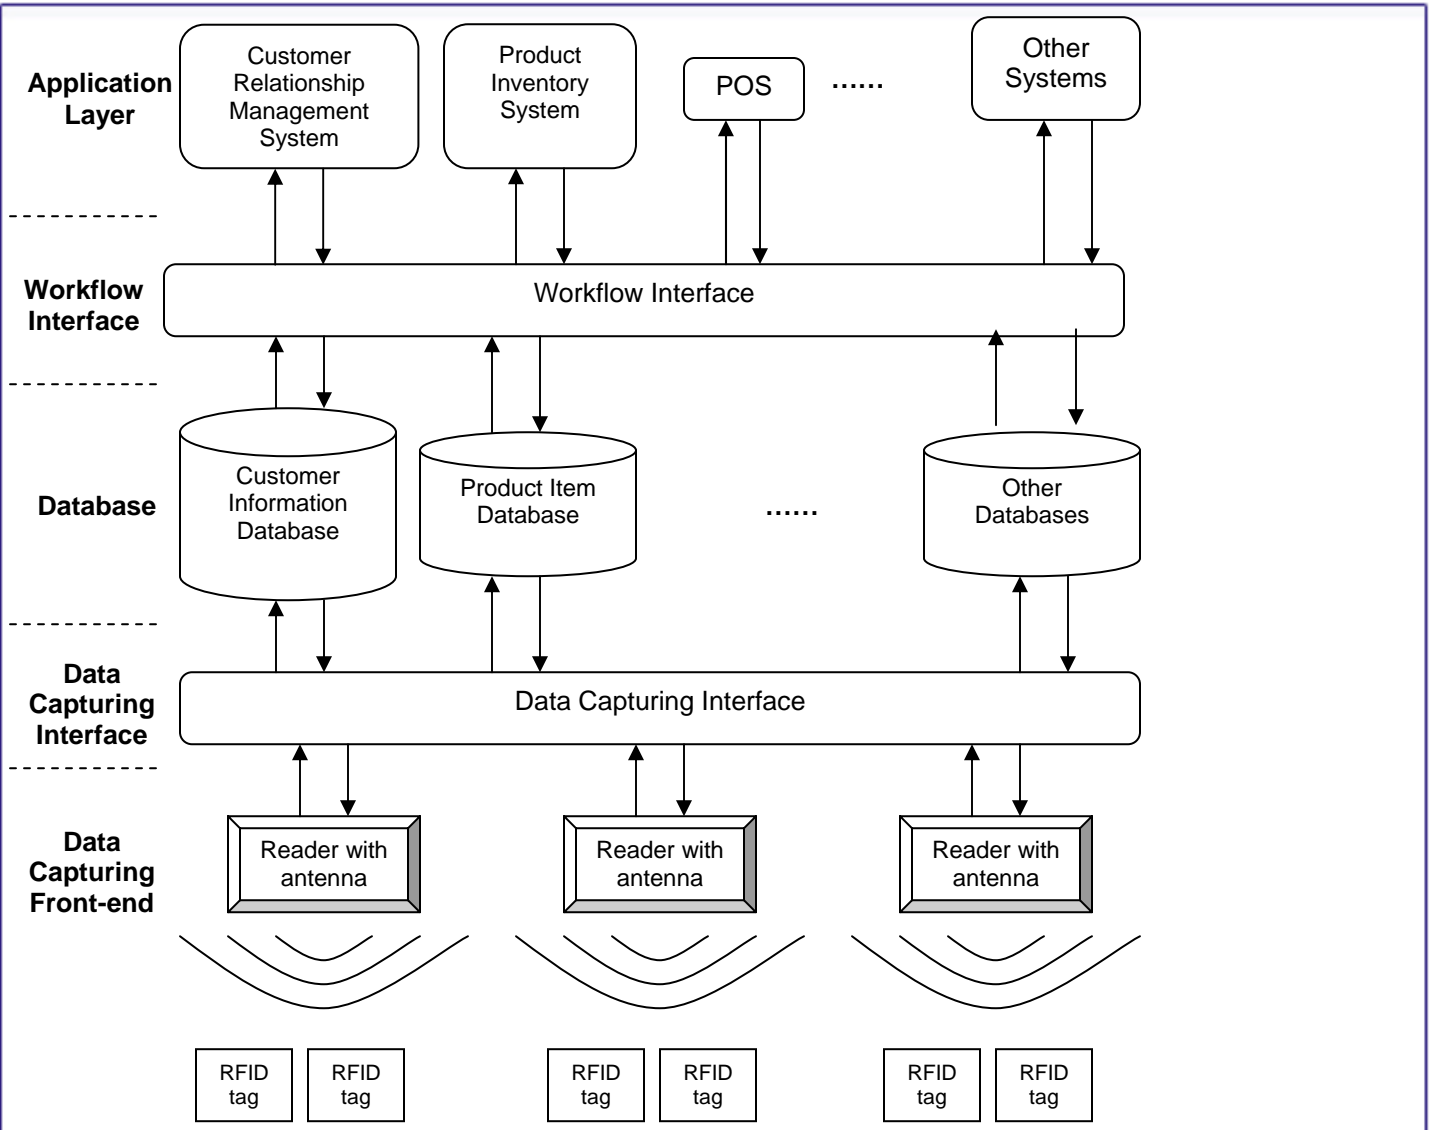 Application
Layer
Customer
Relationship
Management
System
Product
Inventory
System
POS
......
Other
Systems
Workflow
Interface
Workflow Interface
Database
Customer
Information
Database
Product Item
Database
......
Other
Databases
Data
Capturing
Interface
Data Capturing Interface
Data
Capturing
Front-end
Reader with
antenna
Reader with
antenna
Reader with
antenna
RFID
tag
RFID
tag
RFID
tag
RFID
tag
RFID
tag
RFID
tag